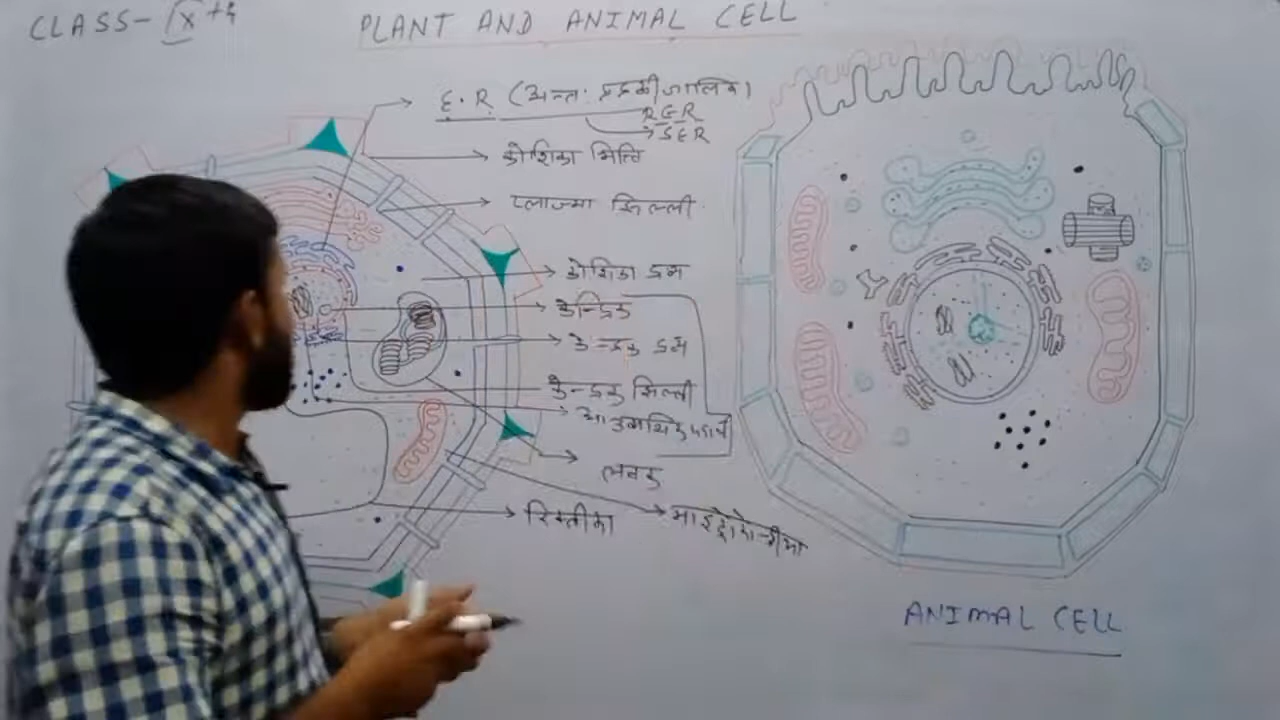 CLASS- IX th
PLANT AND ANIMAL CELL
E.R (अन्तः प्रद्रव्यीजालिका)
RER
SER
कोशिका भित्ति
प्लाज्मा झिल्ली
कोशिका द्रव्य
केन्द्रिक
केन्द्रक द्रव्य
केन्द्रक झिल्ली
लवक
रिक्तीका
माइट्रोकोन्ड्रीया
ANIMAL CELL